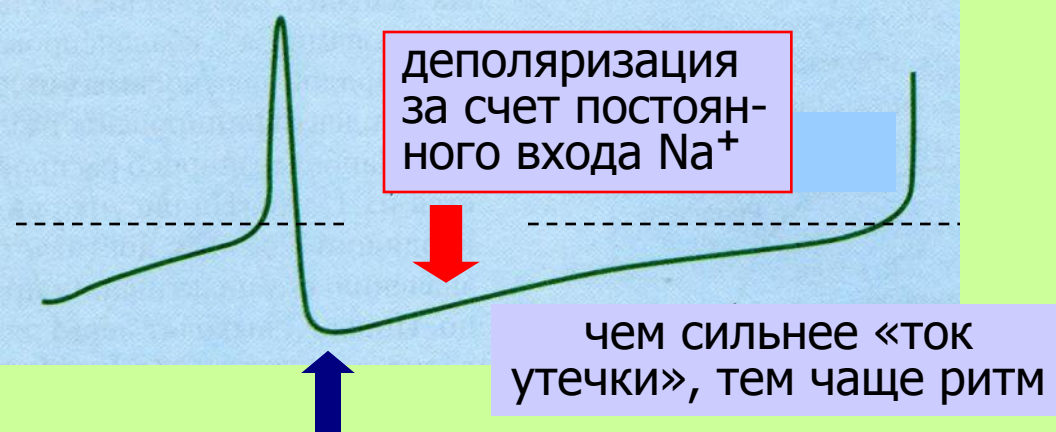 деполяризация
за счет постоян-
ного входа Na⁺
чем сильнее «ток
утечки», тем чаще ритм